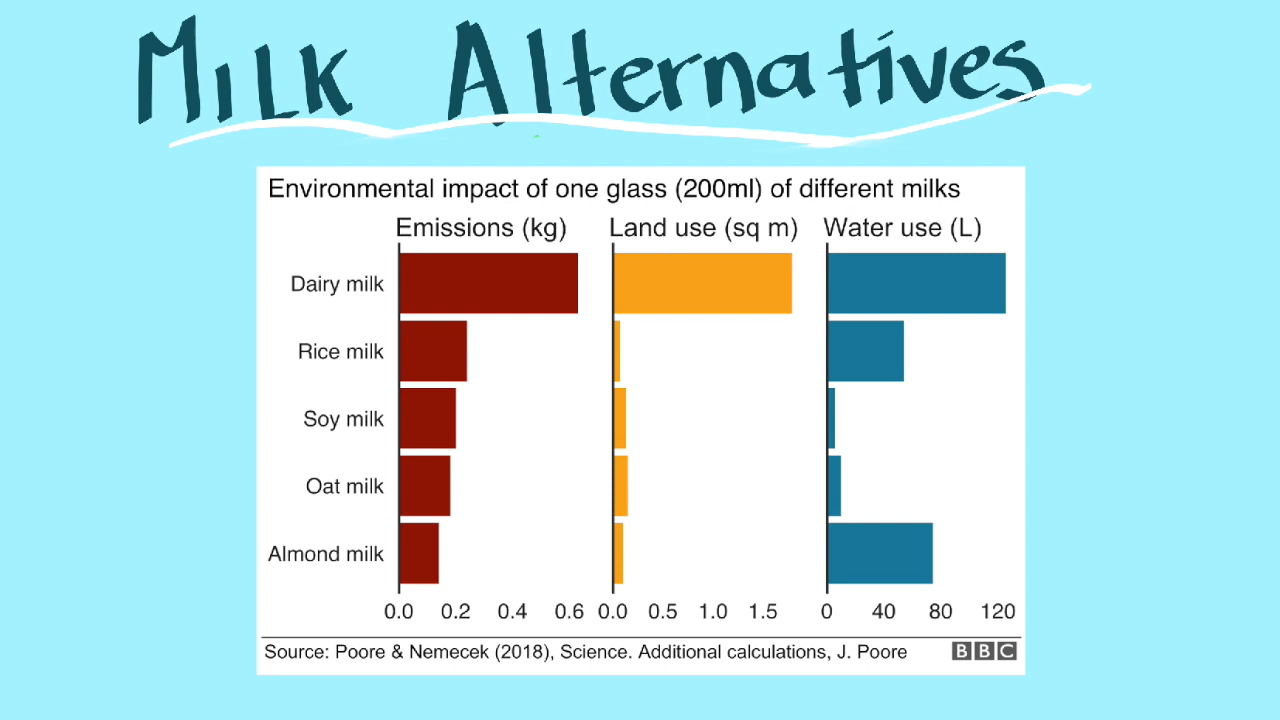 MILK Alternatives
Environmental impact of one glass (200ml) of different milks
Emissions (kg) Land use (sq m) Water use (L)
Dairy milk
Rice milk
Soy milk
Oat milk
Almond milk
0.0 0.2 0.4 0.6 0.0 0.5 1.0 1.5 0 40 80 120
Source: Poore & Nemecek (2018), Science. Additional calculations, J. Poore BBC